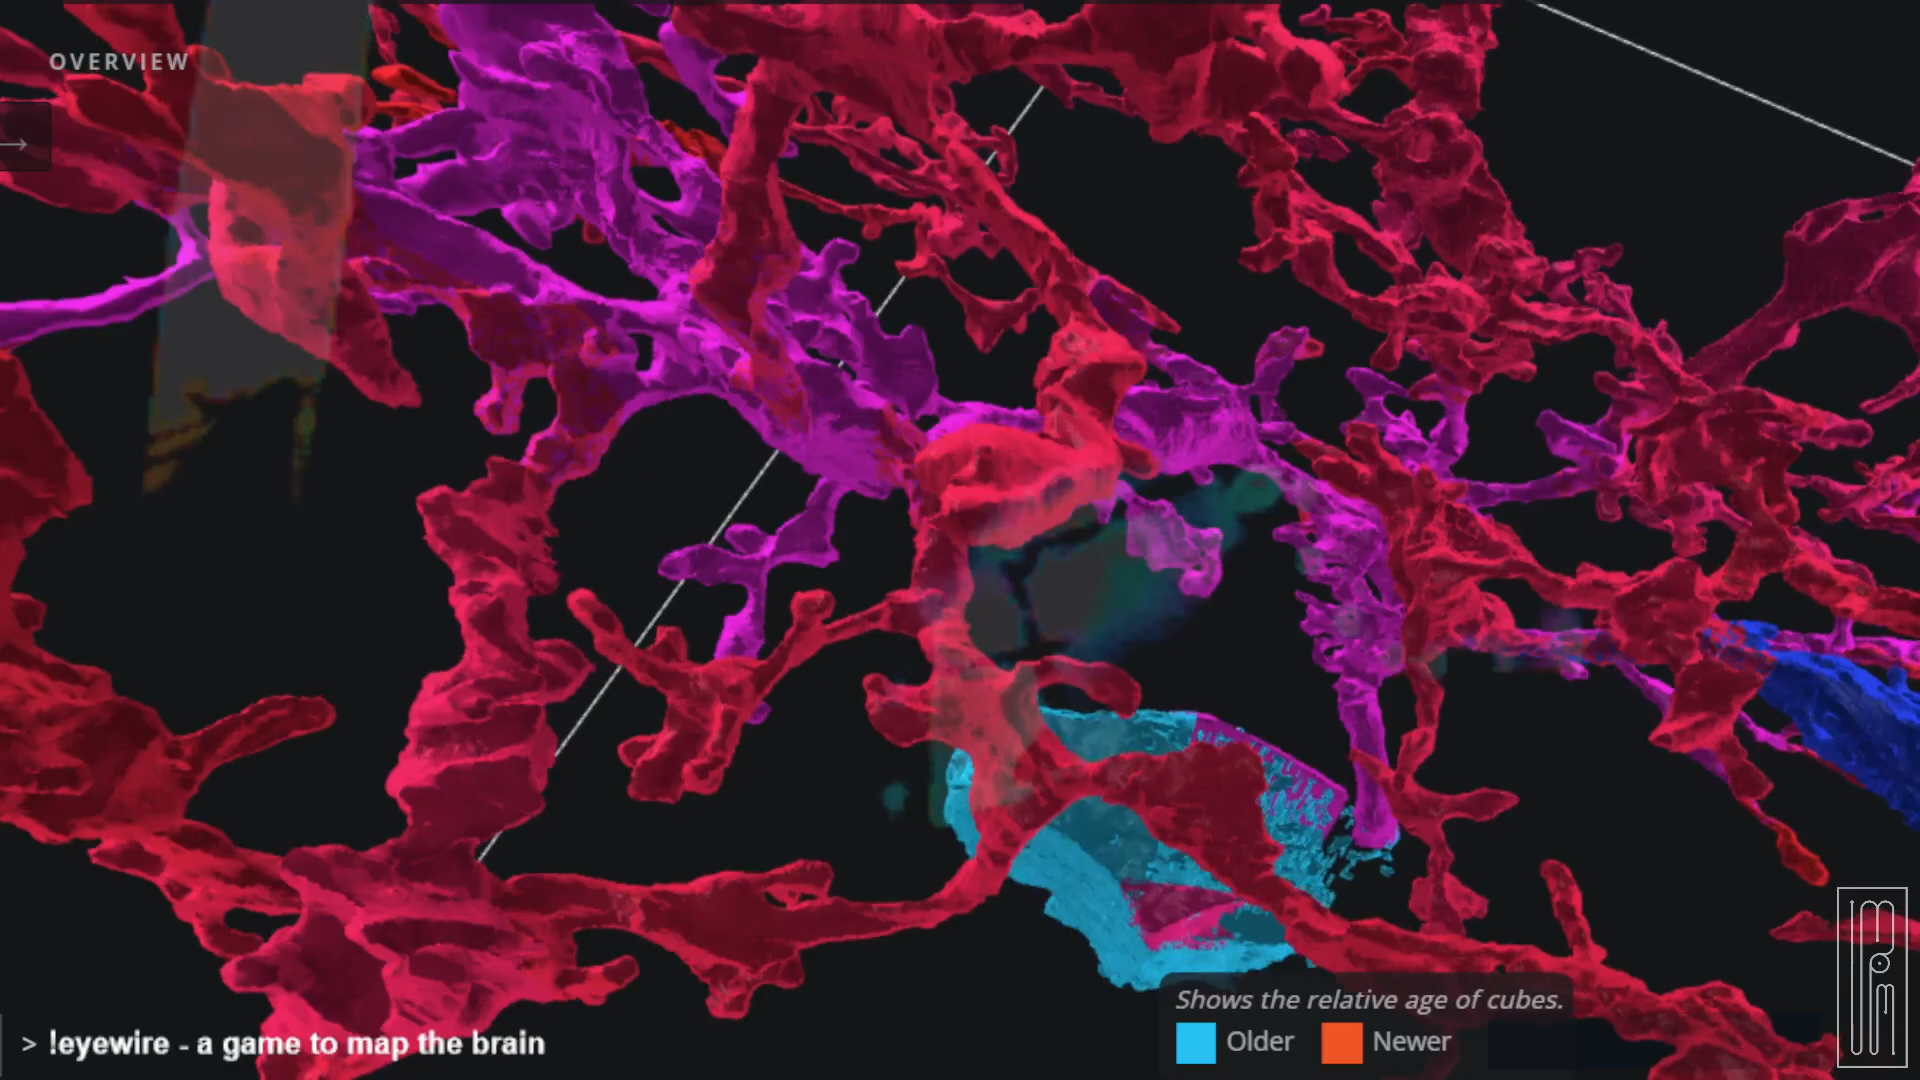 OVERVIEW
→
> !eyewire - a game to map the brain
Shows the relative age of cubes.
Older Newer